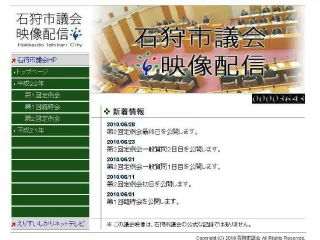 石狩市議会
映像配信
Hokkaido Ishikari City
石狩市議会
映像配信
石狩市議会HP
トップページ
平成22年
第1回定例会
第1回臨時会
第2回定例会
平成21年
えりすいしかりネットテレビ
新着情報
2010/06/28
第2回定例会最終日を公開します。
2010/06/23
第2回定例会一般質問2日目を公開します。
2010/06/21
第2回定例会一般質問1日目を公開します。
2010/06/11
第2回定例会初日を公開します。
2010/06/01
第1回臨時会を公開します。
※ この議会映像は、石狩市議会の公式な記録ではありません。
Copyright (C) 2010 石狩市議会 All Rights Reserved.